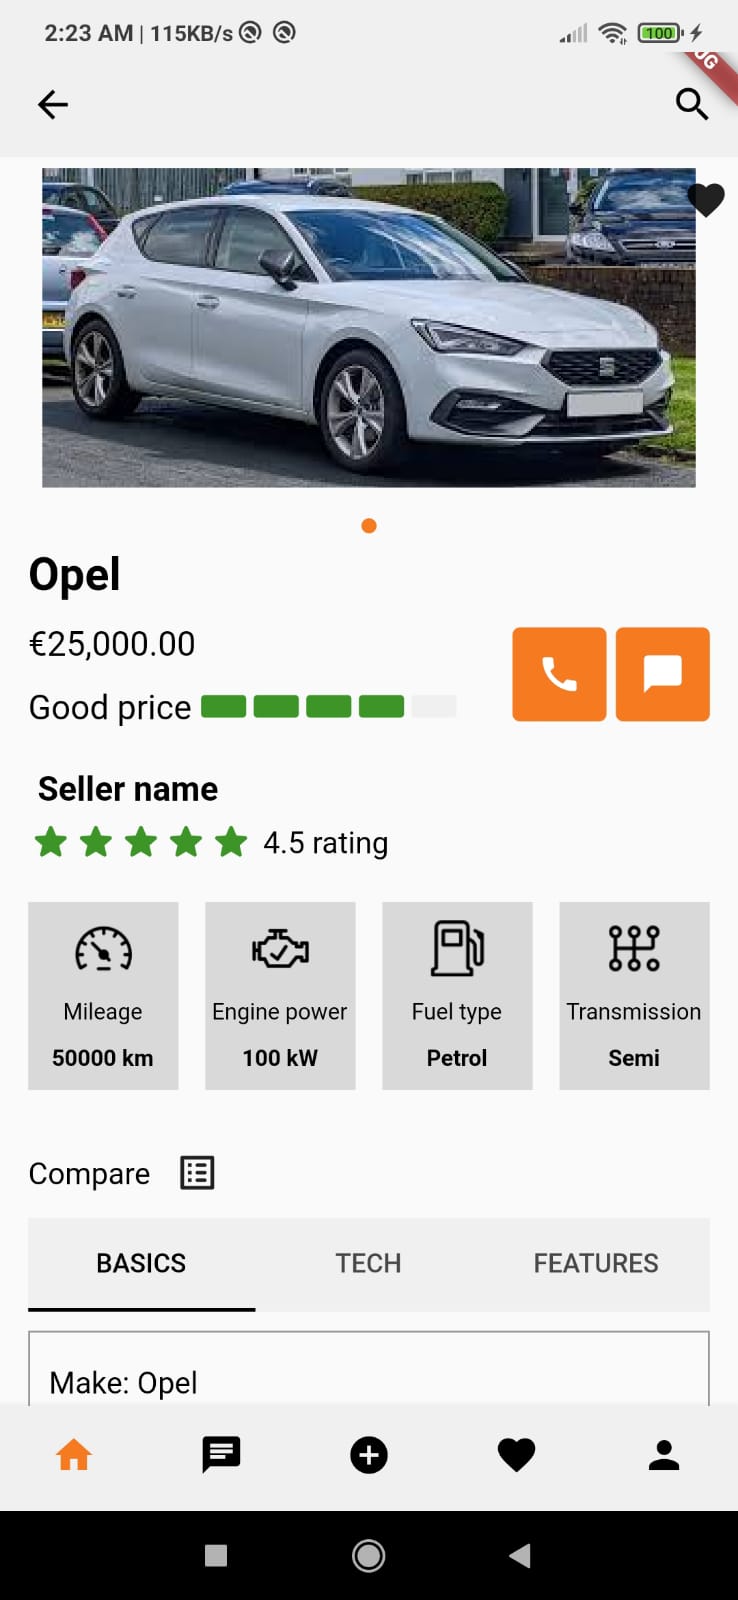 2:23 AM | 115KB/s
100
UG
Opel
€25,000.00
Good price
Seller name
4.5 rating
Mileage
Engine power
Fuel type
Transmission
50000 km
100 kW
Petrol
Semi
Compare
BASICS
TECH
FEATURES
Make: Opel